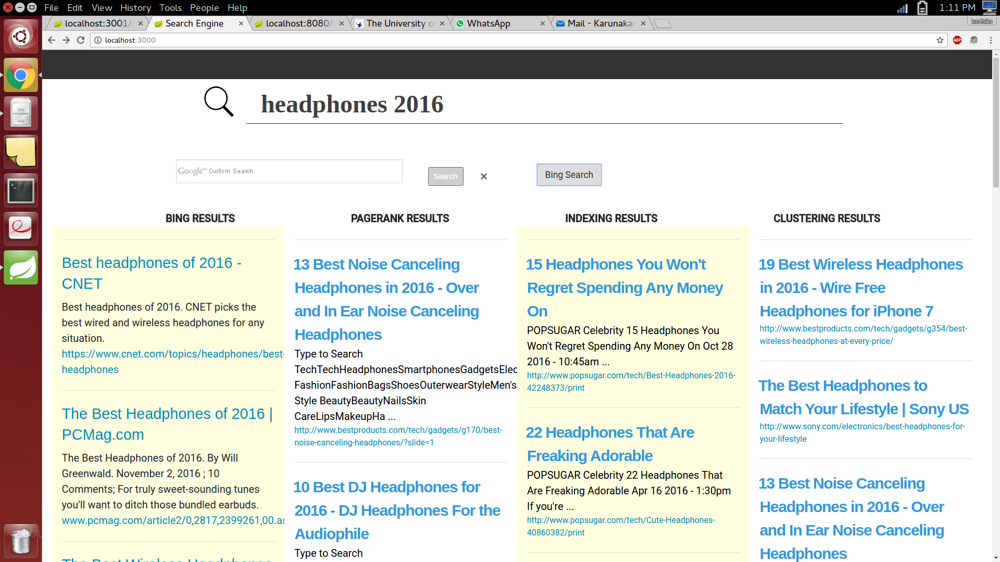 File Edit View History Tools People Help
1:11 PM
localhost:3001/
Search Engine
localhost:8080/
The University of
WhatsApp
Mail - Karunakar
karthika
localhost:3000
ABP
headphones 2016
Google™ Custom Search
Search
Bing Search
BING RESULTS
Best headphones of 2016 -
CNET
Best headphones of 2016. CNET picks the
best wired and wireless headphones for any
situation.
https://www.cnet.com/topics/headphones/best-
headphones
The Best Headphones of 2016 |
PCMag.com
The Best Headphones of 2016. By Will
Greenwald. November 2, 2016 ; 10
Comments; For truly sweet-sounding tunes
you'll want to ditch those bundled earbuds.
www.pcmag.com/article2/0,2817,2399261,00.as
The Best Wireless Headphones
PAGERANK RESULTS
13 Best Noise Canceling
Headphones in 2016 - Over
and In Ear Noise Canceling
Headphones
Type to Search
TechTechHeadphonesSmartphonesGadgetsElec
FashionFashionBagsShoesOuterwearStyleMen's
Style BeautyBeautyNailsSkin
CareLipsMakeupHa ...
http://www.bestproducts.com/tech/gadgets/g170/best-
noise-canceling-headphones/?slide=1
10 Best DJ Headphones for
2016 - DJ Headphones For the
Audiophile
Type to Search
INDEXING RESULTS
15 Headphones You Won't
Regret Spending Any Money
On
POPSUGAR Celebrity 15 Headphones You
Won't Regret Spending Any Money On Oct 28
2016 - 10:45am ...
http://www.popsugar.com/tech/Best-Headphones-2016-
42248373/print
22 Headphones That Are
Freaking Adorable
POPSUGAR Celebrity 22 Headphones That
Are Freaking Adorable Apr 16 2016 - 1:30pm
If you're ...
http://www.popsugar.com/tech/Cute-Headphones-
40860382/print
CLUSTERING RESULTS
19 Best Wireless Headphones
in 2016 - Wire Free
Headphones for iPhone 7
http://www.bestproducts.com/tech/gadgets/g354/best-
wireless-headphones-at-every-price/
The Best Headphones to
Match Your Lifestyle | Sony US
http://www.sony.com/electronics/best-headphones-for-
your-lifestyle
13 Best Noise Canceling
Headphones in 2016 - Over
and In Ear Noise Canceling
Headphones